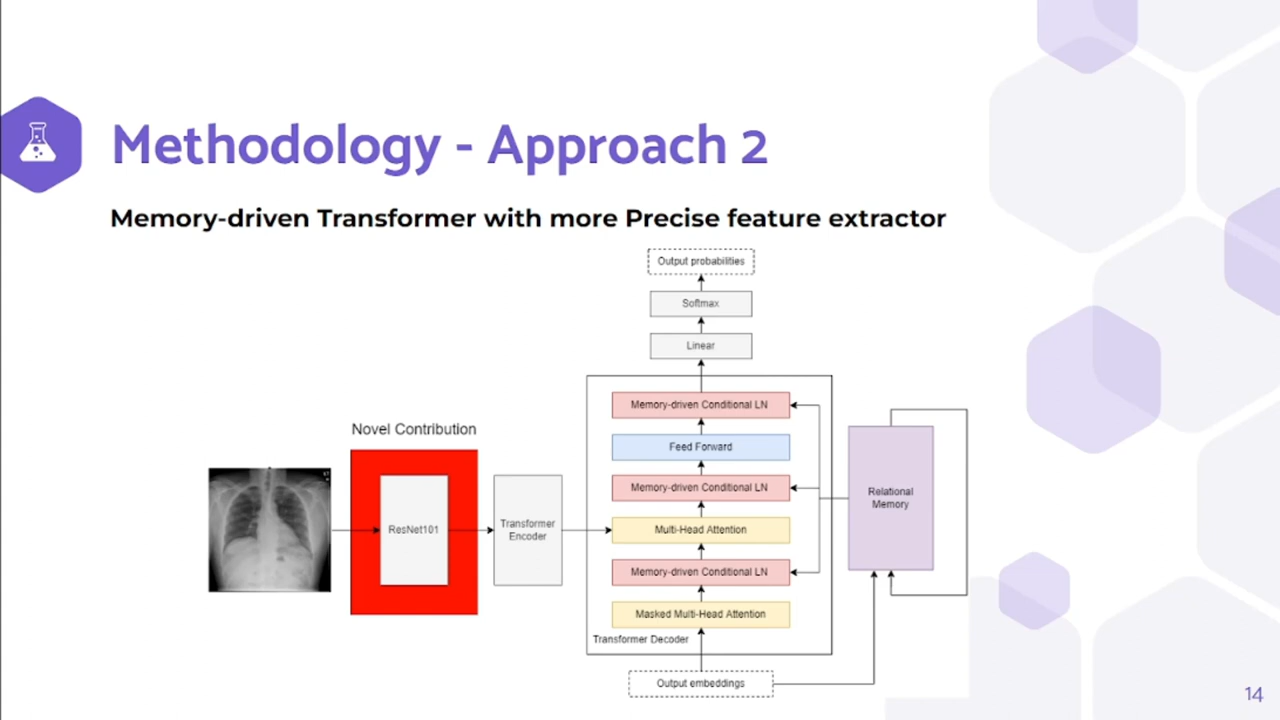 Methodology - Approach 2
Memory-driven Transformer with more Precise feature extractor
Output probabilities
Softmax
Linear
Memory-driven Conditional LN
Feed Forward
Memory-driven Conditional LN
Multi-Head Attention
Memory-driven Conditional LN
Masked Multi-Head Attention
Transformer Decoder
Output embeddings
Novel Contribution
ResNet101
Transformer
Encoder
Relational
Memory
14